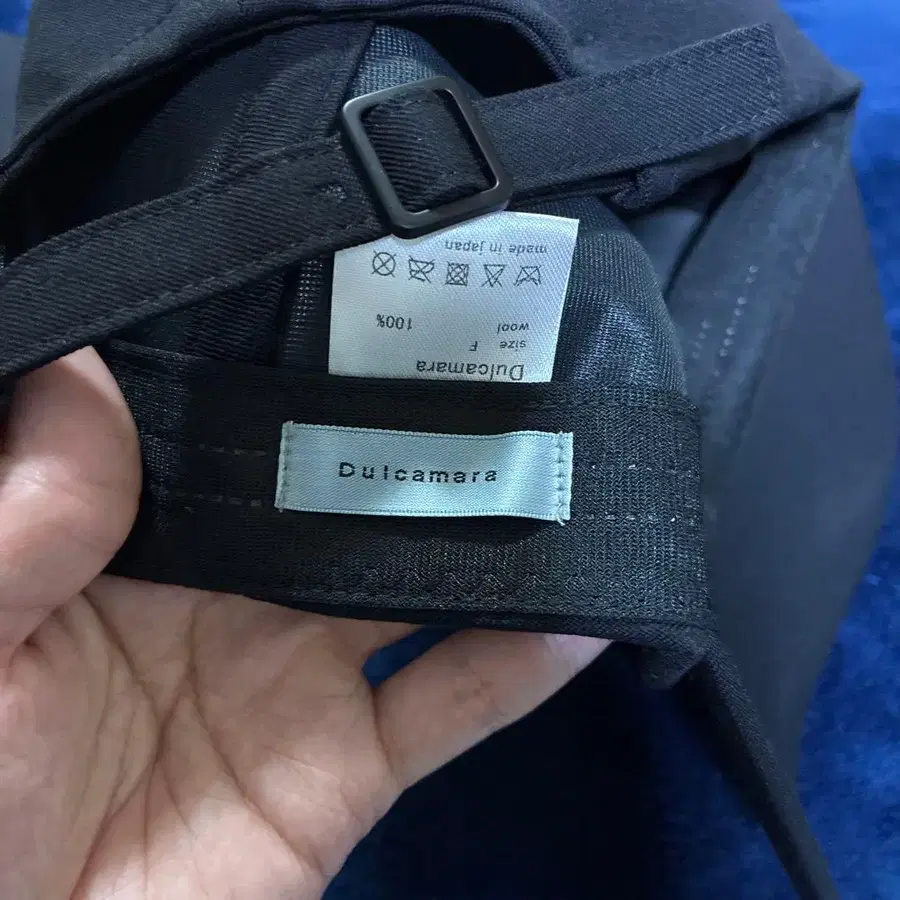 Dulcamara
Dulcamara
size F
wool 100%
made in japan